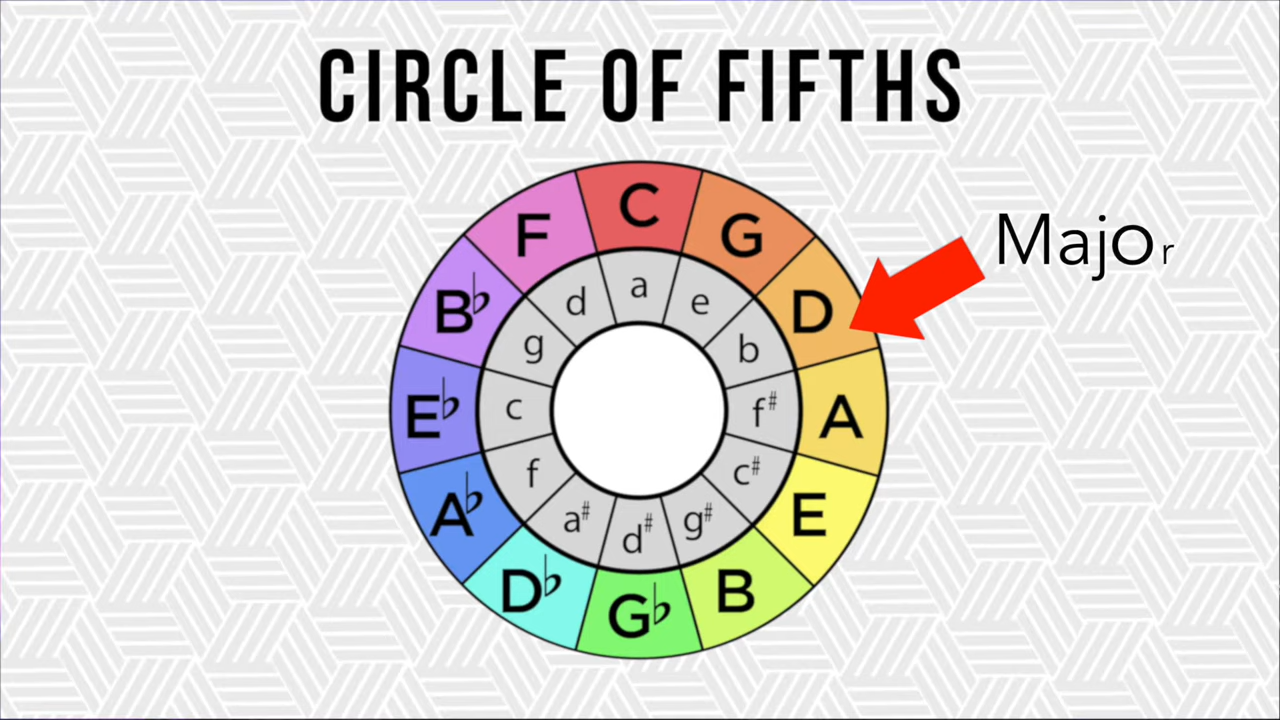 CIRCLE OF FIFTHS
Major
C
G
D
A
E
B
G♭
D♭
A♭
E♭
B♭
F
a
e
b
f#
c#
g#
d#
a#
f
c
g
d